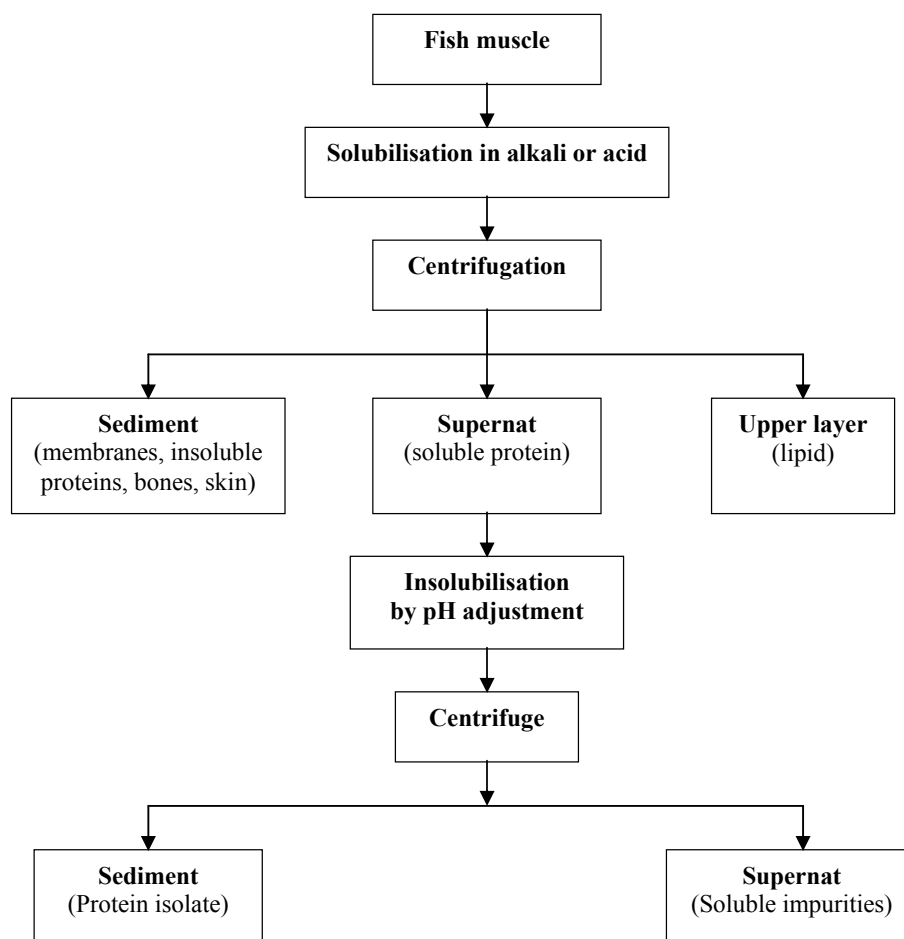 Fish muscle
Solubilisation in alkali or acid
Centrifugation
Sediment
(membranes, insoluble
proteins, bones, skin)
Supernat
(soluble protein)
Upper layer
(lipid)
Insolubilisation
by pH adjustment
Centrifuge
Sediment
(Protein isolate)
Supernat
(Soluble impurities)